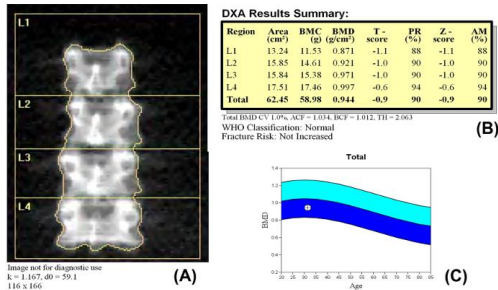 L1
L2
L3
L4
Image not for diagnostic use
k = 1.167, d0 = 59.1
116 x 166
(A)
DXA Results Summary:
Region Area (cm²) BMC (g) BMD (g/cm²) T - score PR (%) Z - score AM (%)
L1 13.24 11.53 0.871 -1.1 88 -1.1 88
L2 15.85 14.61 0.921 -1.0 90 -1.0 90
L3 15.84 15.38 0.971 -1.0 90 -1.0 90
L4 17.51 17.46 0.997 -0.6 94 -0.6 94
Total 62.45 58.98 0.944 -0.9 90 -0.9 90
Total BMD CV 1.0%, ACF = 1.034, BCF = 1.012, TH = 2.063
WHO Classification: Normal
Fracture Risk: Not Increased
(B)
Total
1.4
1.2
1.0
0.8
0.6
0.4
0.2
BMD
20 25 30 35 40 45 50 55 60 65 70 75 80 85
Age
(C)